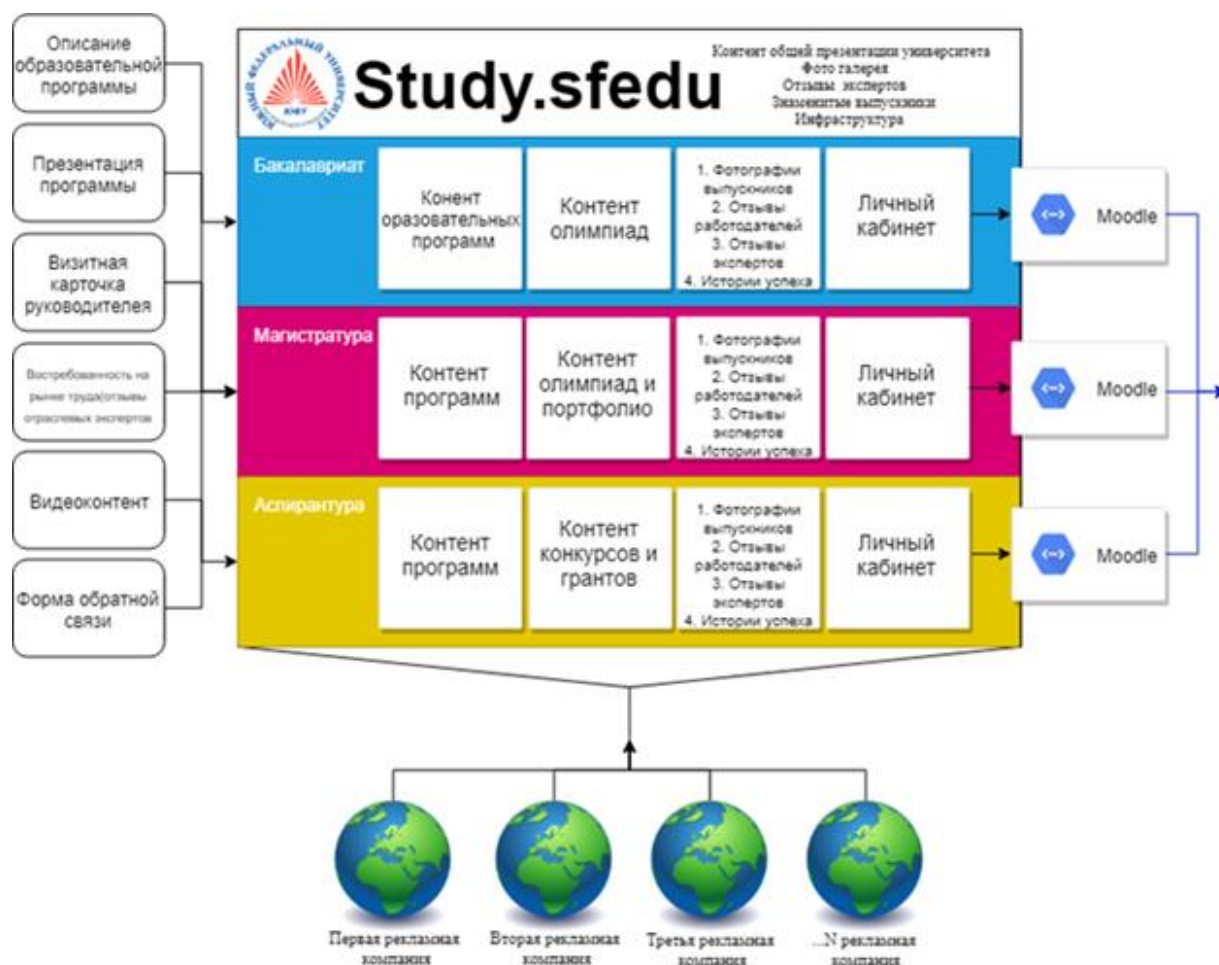 Описание
образовательной
программы
Презентация
программы
Визитная
карточка
руководителея
Востребованность на
рынке труда(отзывы
отраслевых экспертов
Видеоконтент
Форма обратной
связи
ЮЖНЫЙ ФЕДЕРАЛЬНЫЙ УНИВЕРСИТЕТ
ЮФУ
Study.sfedu
Контент общей презентации университета
Фото галерея
Отзывы экспертов
Знаменитые выпускники
Инфраструктура
Бакалавриат
Конент
оразовательных
программ
Контент
олимпиад
1. Фотографии
выпускников
2. Отзывы
работодателей
3. Отзывы
экспертов
4. Истории успеха
Личный
кабинет
Moodle
Магистратура
Контент
программ
Контент
олимпиад и
портфолио
1. Фотографии
выпускников
2. Отзывы
работодателей
3. Отзывы
экспертов
4. Истории успеха
Личный
кабинет
Moodle
Аспирантура
Контент
программ
Контент
конкурсов и
грантов
1. Фотографии
выпускников
2. Отзывы
работодателей
3. Отзывы
экспертов
4. Истории успеха
Личный
кабинет
Moodle
Первая рекламная
компания
Вторая рекламная
компания
Третья рекламная
компания
...N рекламная
компания